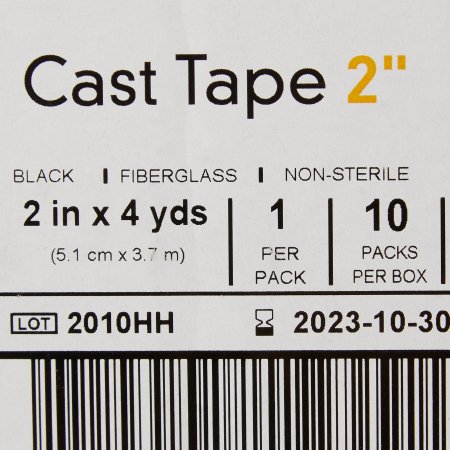 Cast Tape 2"
BLACK | FIBERGLASS | NON-STERILE
2 in x 4 yds | 1 | 10
(5.1 cm x 3.7 m) PER PACKS
PACK PER BOX
LOT 2010HH 2023-10-30